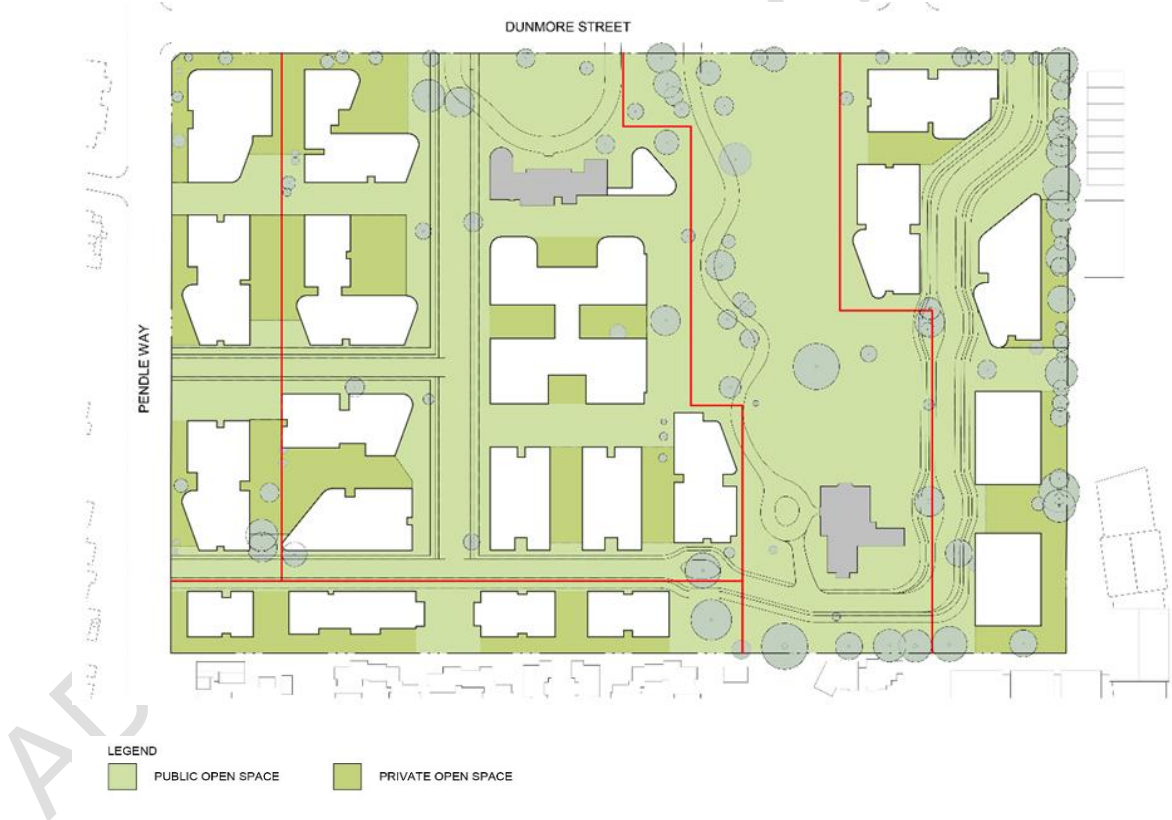 DUNMORE STREET
PENDLE WAY
LEGEND
PUBLIC OPEN SPACE
PRIVATE OPEN SPACE